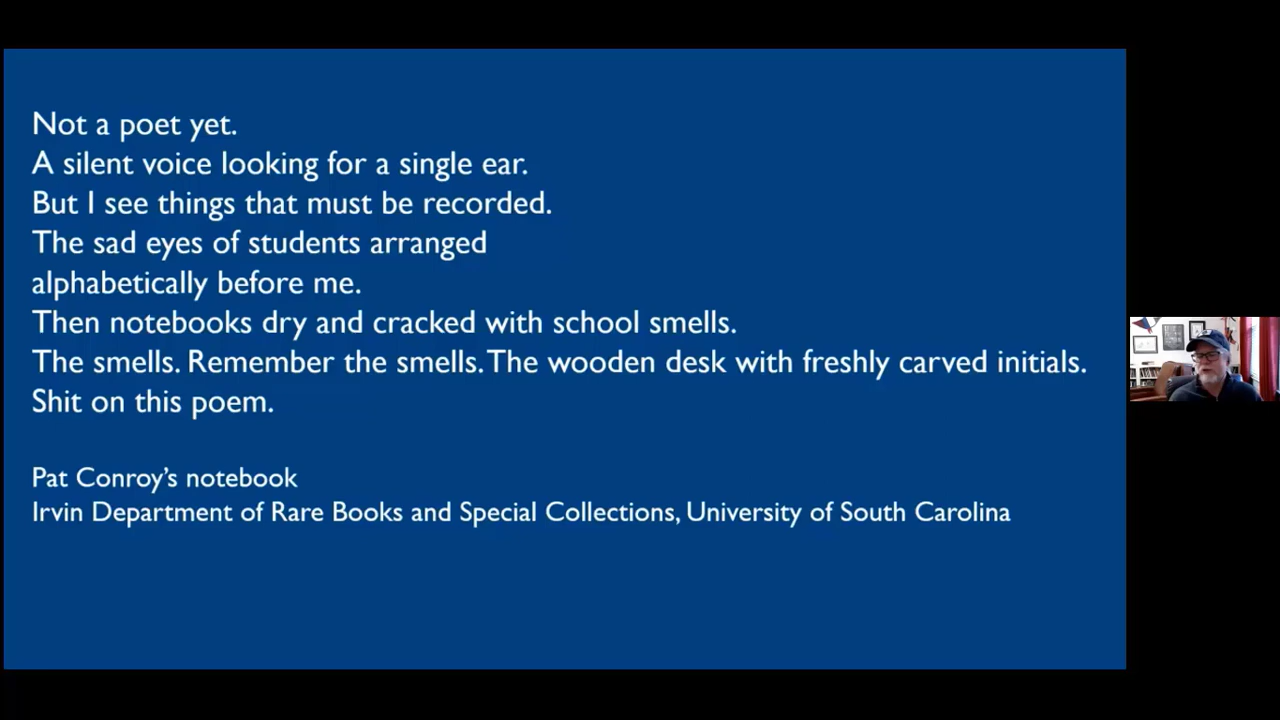 Not a poet yet.
A silent voice looking for a single ear.
But I see things that must be recorded.
The sad eyes of students arranged
alphabetically before me.
Then notebooks dry and cracked with school smells.
The smells. Remember the smells. The wooden desk with freshly carved initials.
Shit on this poem.
Pat Conroy’s notebook
Irvin Department of Rare Books and Special Collections, University of South Carolina